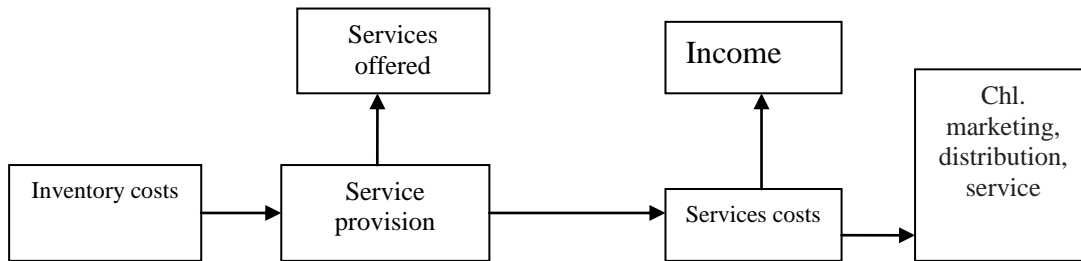 Services
offered
Income
Chl.
marketing,
distribution,
service
Inventory costs
Service
provision
Services costs